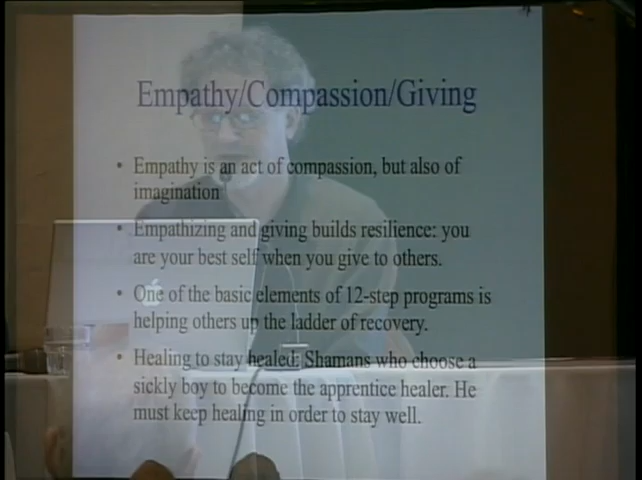 Empathy/Compassion/Giving
• Empathy is an act of compassion, but also of
imagination
• Empathizing and giving builds resilience: you
are your best self when you give to others.
• One of the basic elements of 12-step programs is
helping others up the ladder of recovery.
• Healing to stay healed: Shamans who choose a
sickly boy to become the apprentice healer. He
must keep healing in order to stay well.